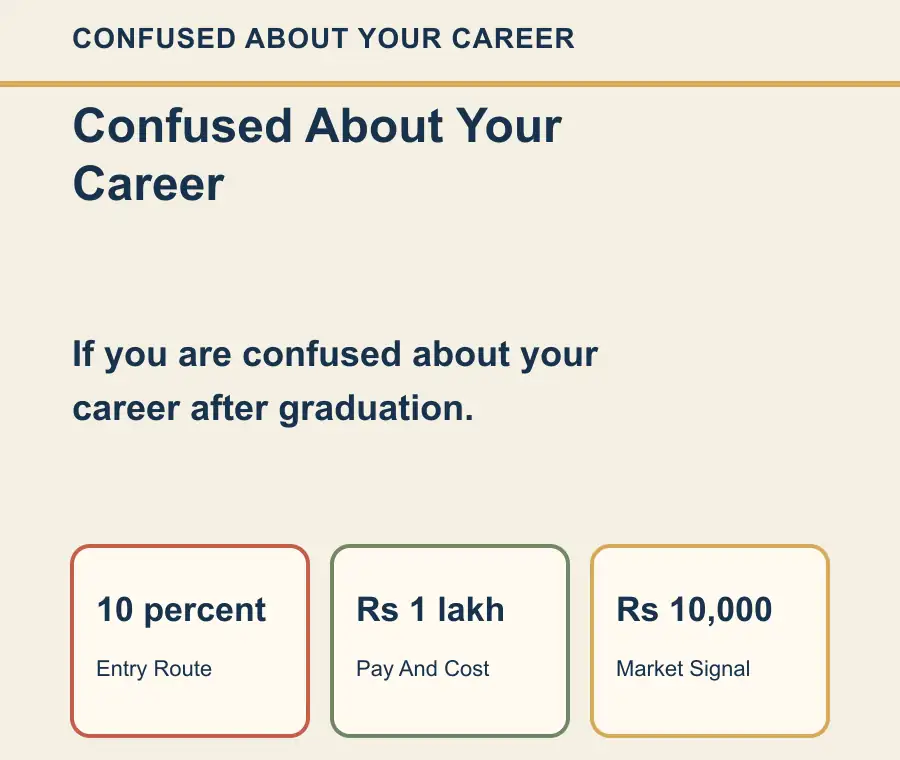 CONFUSED ABOUT YOUR CAREER
Confused About Your
Career
If you are confused about your
career after graduation.
10 percent
Entry Route
Rs 1 lakh
Pay And Cost
Rs 10,000
Market Signal